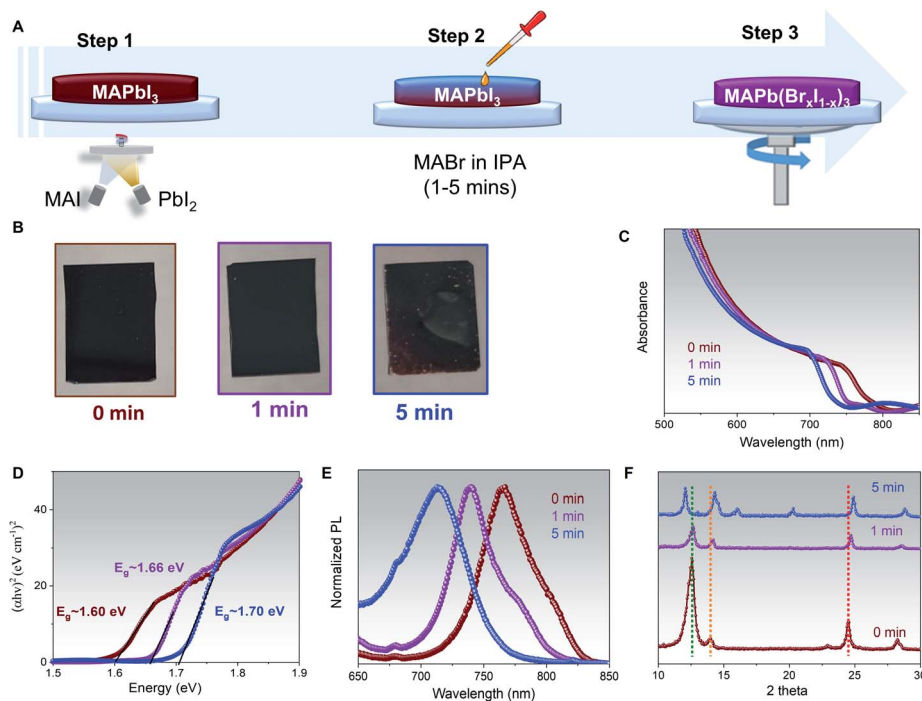 A
Step 1
Step 2
Step 3
MAPbI₃
MAPbI₃
MAPb(BrₓI₁₋ₓ)₃
MAI
PbI₂
MABr in IPA
(1-5 mins)
B
0 min
1 min
5 min
C
Absorbance
0 min
1 min
5 min
500 600 700 800
Wavelength (nm)
D
(αhν)² (eV cm⁻¹)²
40
20
0
E₉~1.66 eV
E₉~1.60 eV
E₉~1.70 eV
1.5 1.6 1.7 1.8 1.9
Energy (eV)
E
Normalized PL
0 min
1 min
5 min
650 700 750 800 850
Wavelength (nm)
F
5 min
1 min
0 min
10 15 20 25 30
2 theta